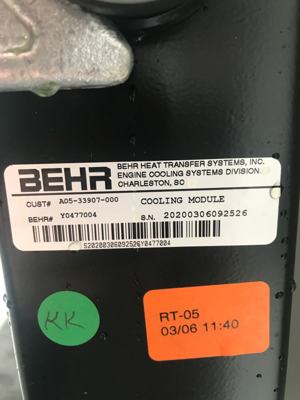 BEHR
BEHR HEAT TRANSFER SYSTEMS, INC.
ENGINE COOLING SYSTEMS DIVISION.
CHARLESTON, SC
CUST# A05-33907-000 COOLING MODULE
BEHR# Y0477004 S.N. 20200306092526
S20200306092526Y0477004
KK
RT-05
03/06 11:40